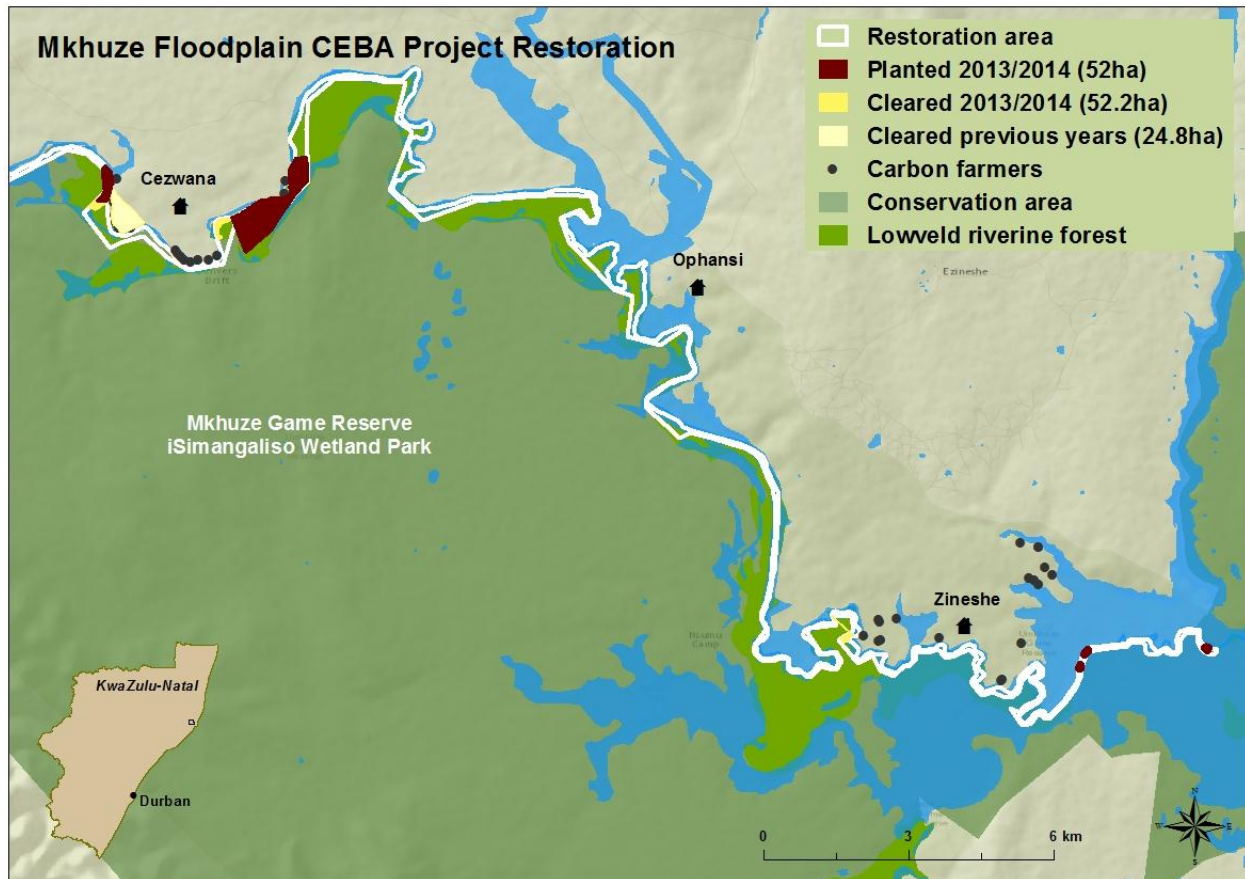 Mkhuze Floodplain CEBA Project Restoration
Restoration area
Planted 2013/2014 (52ha)
Cleared 2013/2014 (52.2ha)
Cleared previous years (24.8ha)
Carbon farmers
Conservation area
Lowveld riverine forest
Cezwana
Drift
Ophansi
Ezineshe
Mkhuze Game Reserve
iSimangaliso Wetland Park
Zineshe
Camp
KwaZulu-Natal
Durban
N
W
E
S
0 3 6 km